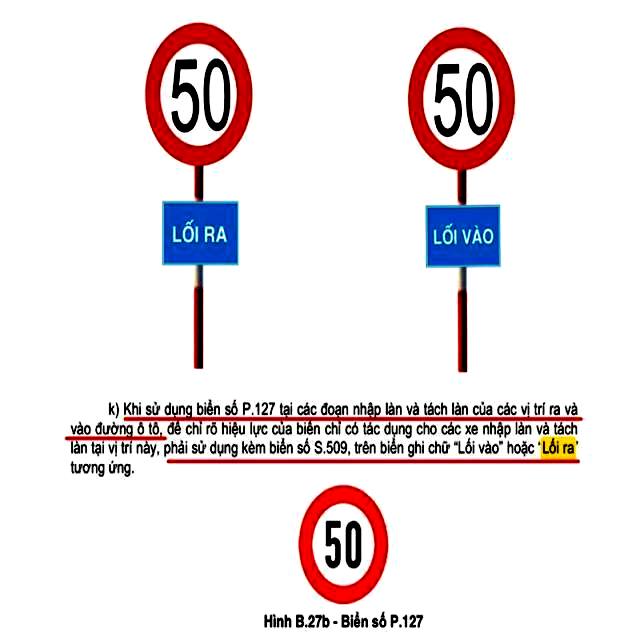 50
50
LỐI RA
LỐI VÀO
k) Khi sử dụng biển số P.127 tại các đoạn nhập làn và tách làn của các vị trí ra và
vào đường ô tô, để chỉ rõ hiệu lực của biển chỉ có tác dụng cho các xe nhập làn và tách
làn tại vị trí này, phải sử dụng kèm biển số S.509, trên biển ghi chữ “Lối vào” hoặc ‘Lối ra’
tương ứng.
50
Hình B.27b - Biển số P.127